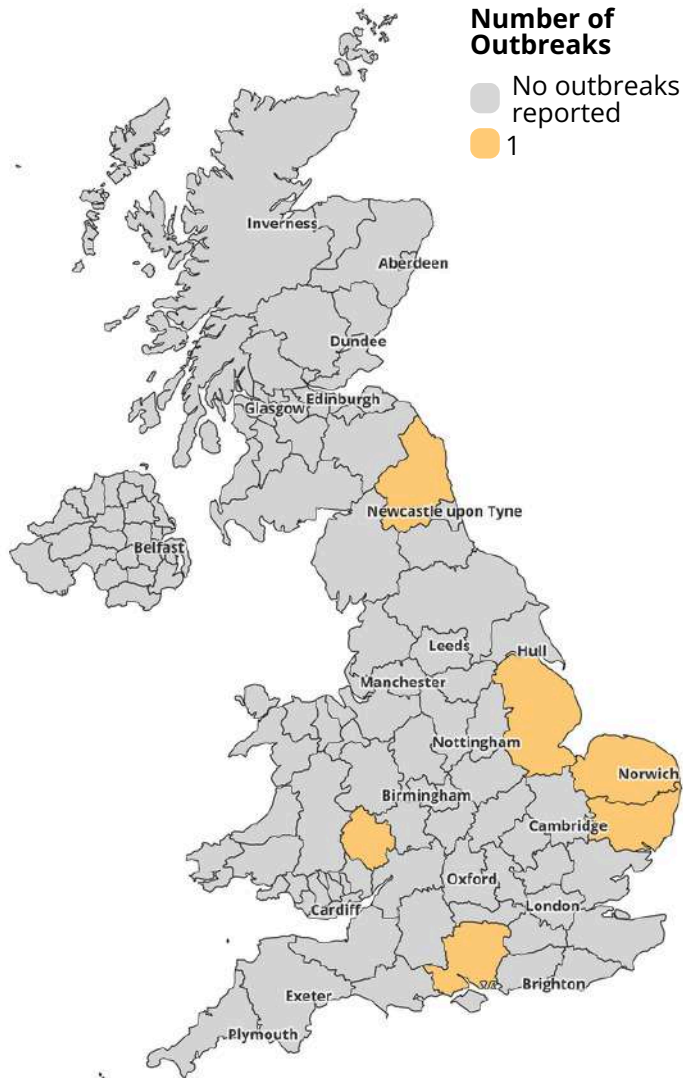 Number of
Outbreaks
No outbreaks
reported
1
Inverness
Aberdeen
Dundee
Edinburgh
Glasgow
Newcastle upon Tyne
Belfast
Leeds
Hull
Manchester
Nottingham
Norwich
Birmingham
Cambridge
Oxford
London
Cardiff
Brighton
Exeter
Plymouth